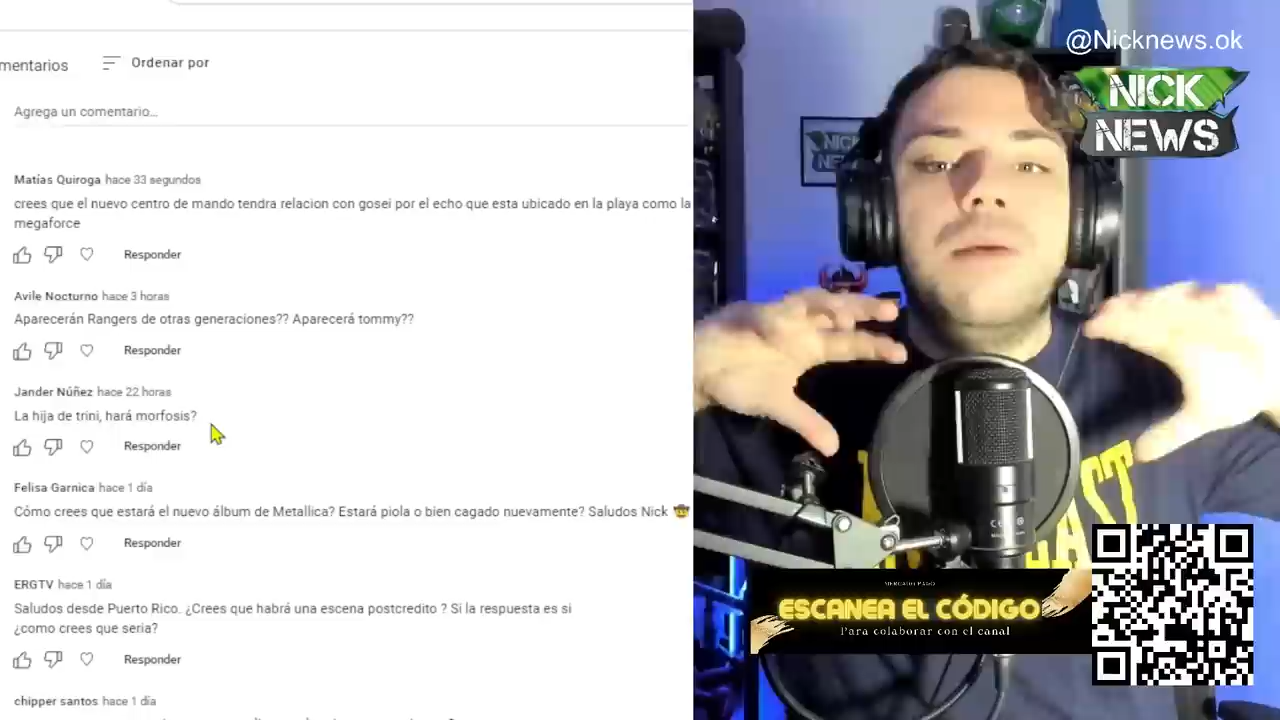 mentarios
Ordenar por
Agrega un comentario...
Matías Quiroga hace 33 segundos
crees que el nuevo centro de mando tendra relacion con gosei por el echo que esta ubicado en la playa como la
megaforce
Responder
Avile Nocturno hace 3 horas
Aparecerán Rangers de otras generaciones?? Aparecerá tommy??
Responder
Jander Núñez hace 22 horas
La hija de trini, hará morfosis?
Responder
Felisa Garnica hace 1 día
Cómo crees que estará el nuevo álbum de Metallica? Estará piola o bien cagado nuevamente? Saludos Nick 🤠
Responder
ERGTV hace 1 día
Saludos desde Puerto Rico. ¿Crees que habrá una escena postcredito ? Si la respuesta es si
¿como crees que seria?
Responder
chipper santos hace 1 día
@Nicknews.ok
NICK
NEWS
NICK
NE
EAST
MERCADO PAGO
ESCANEA EL CÓDIGO
Para colaborar con el canal